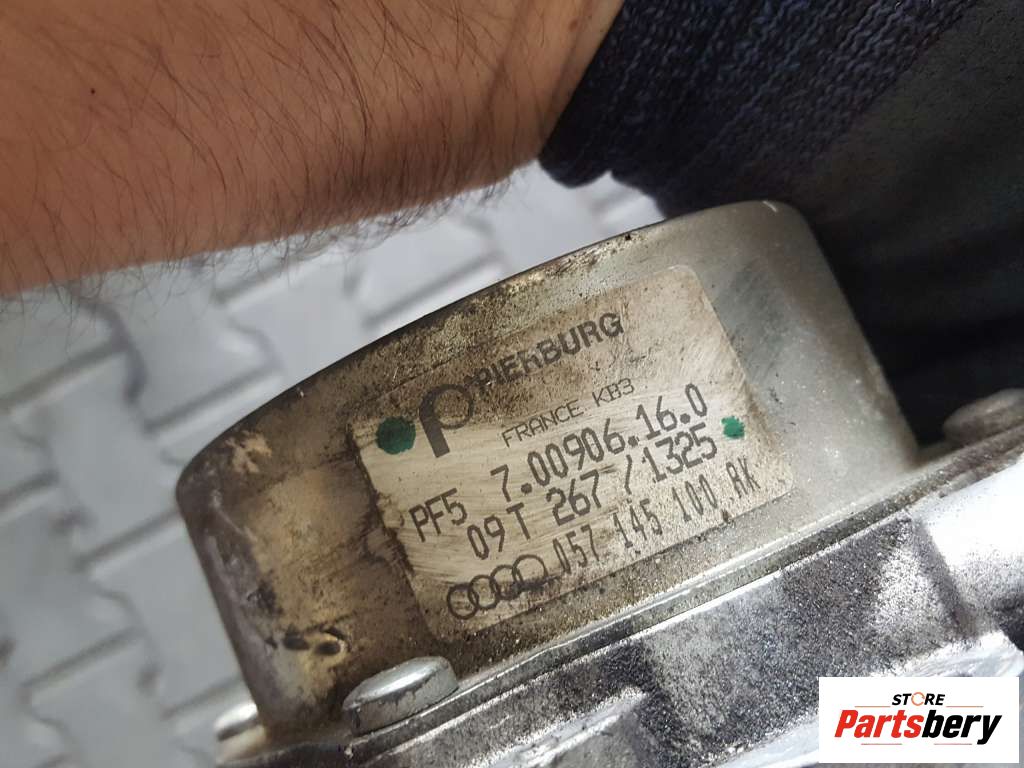 PIERBURG
FRANCE KB3
PF5 7.00906.16.0
09T 267 / 1325
057 145 100 AK
STORE
Partsbery